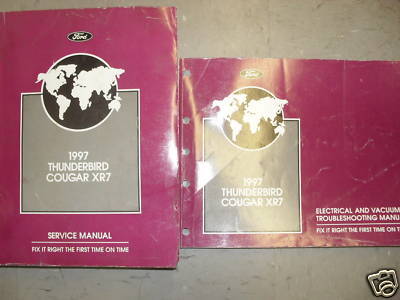 Ford
1997
THUNDERBIRD
COUGAR XR7
SERVICE MANUAL
FIX IT RIGHT THE FIRST TIME ON TIME
Ford
1997
THUNDERBIRD
COUGAR XR7
ELECTRICAL AND VACUUM
TROUBLESHOOTING MANUAL
FIX IT RIGHT THE FIRST TIME ON TI